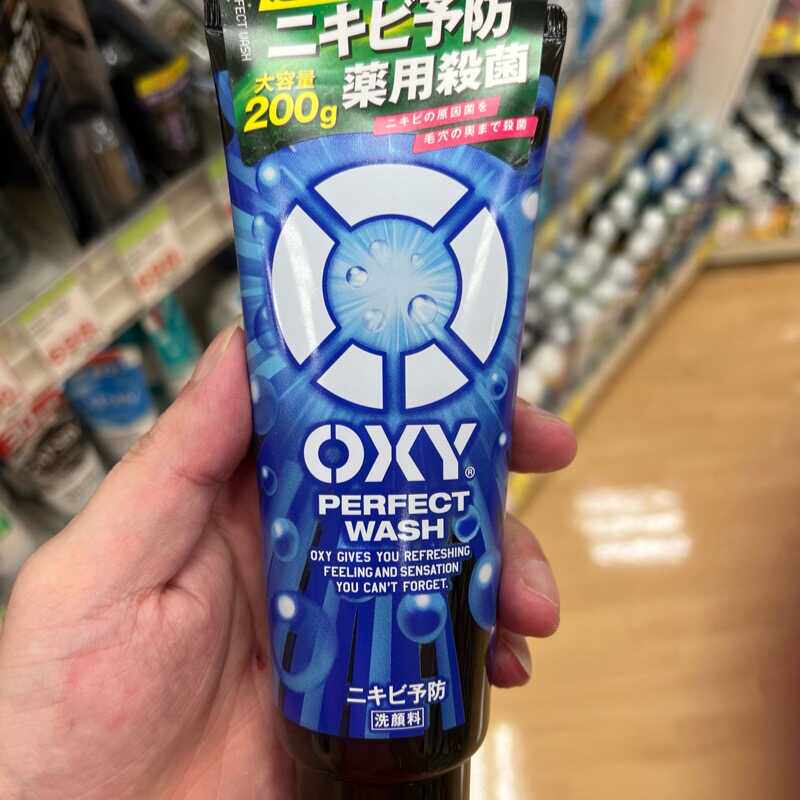 PERFECT WASH
ニキビ予防
薬用殺菌
大容量
200g
ニキビの原因菌を
毛穴の奥まで殺菌
OXY®
PERFECT
WASH
OXY GIVES YOU REFRESHING
FEELING AND SENSATION
YOU CAN'T FORGET.
ニキビ予防
洗顔料